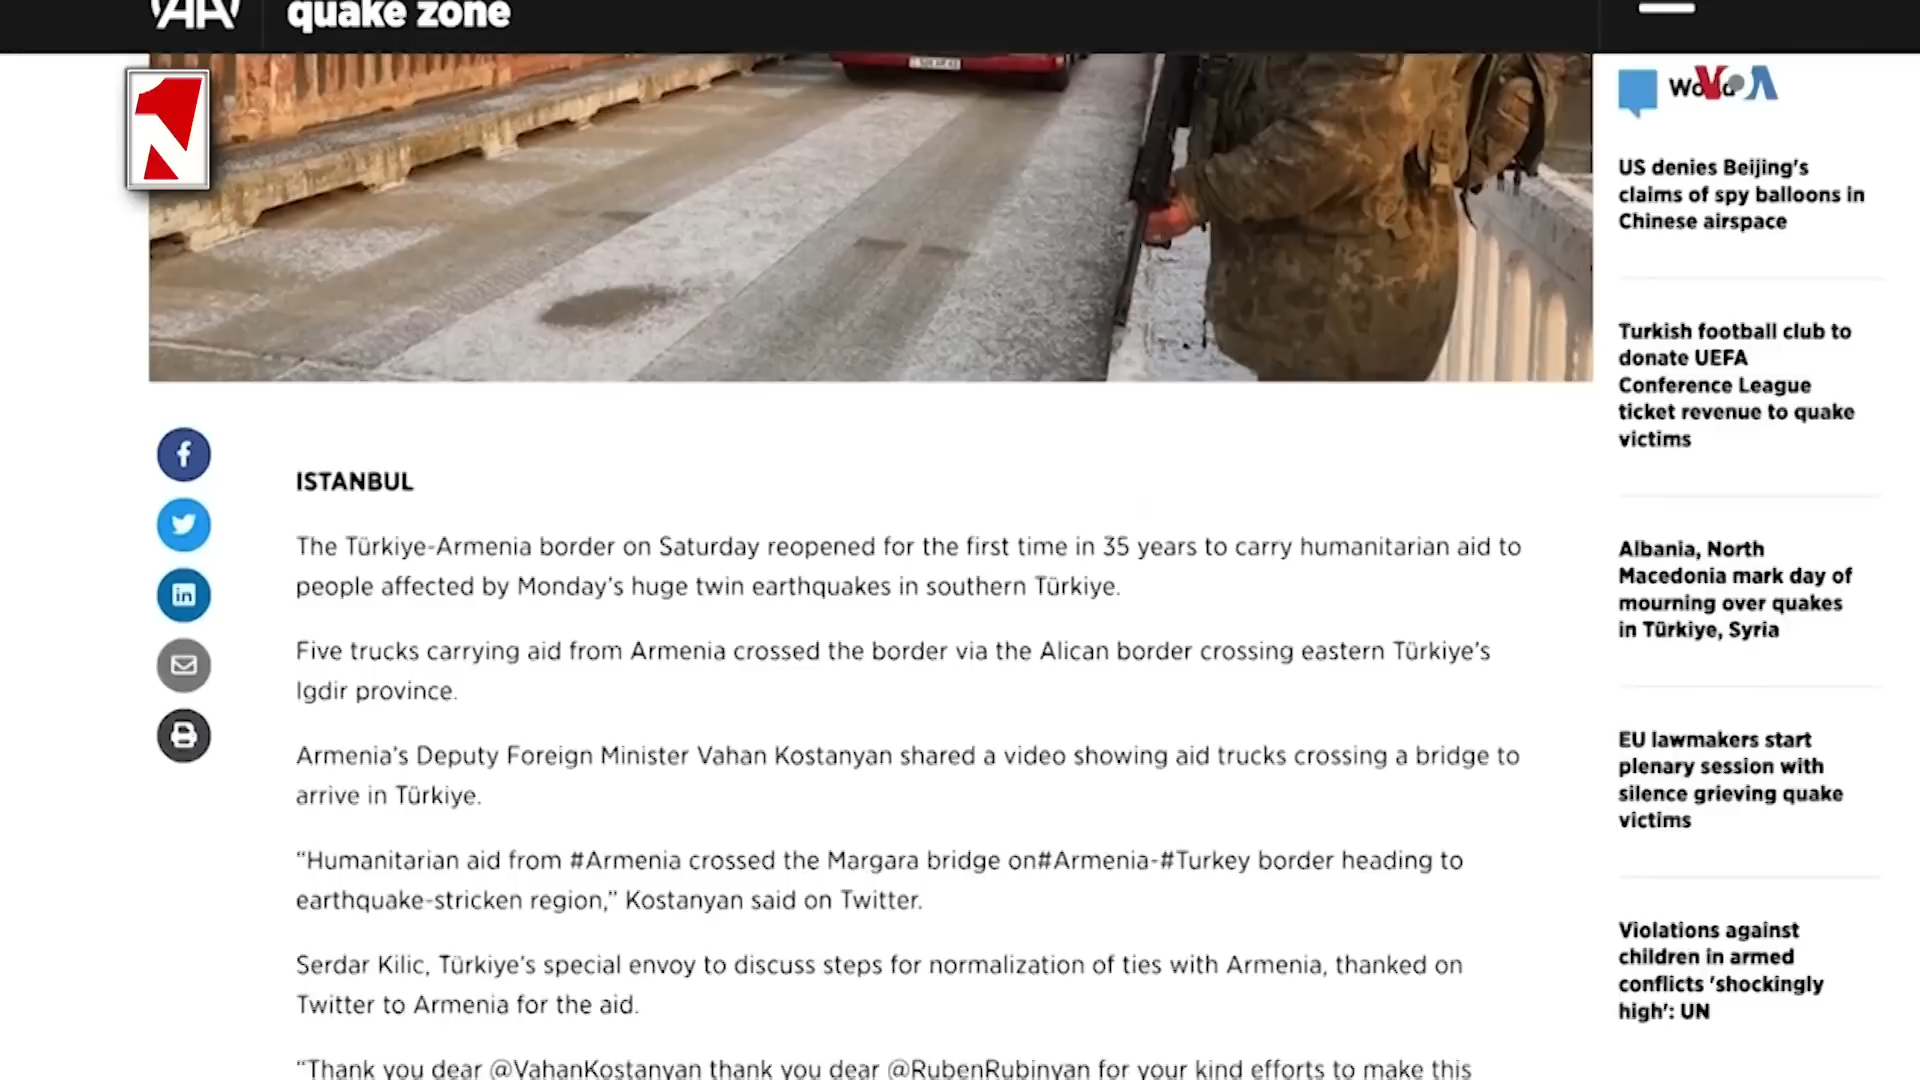 AA
quake zone
N
World
VOA
US denies Beijing's
claims of spy balloons in
Chinese airspace
Turkish football club to
donate UEFA
Conference League
ticket revenue to quake
victims
Albania, North
Macedonia mark day of
mourning over quakes
in Türkiye, Syria
EU lawmakers start
plenary session with
silence grieving quake
victims
Violations against
children in armed
conflicts 'shockingly
high': UN
ISTANBUL
The Türkiye-Armenia border on Saturday reopened for the first time in 35 years to carry humanitarian aid to
people affected by Monday's huge twin earthquakes in southern Türkiye.
Five trucks carrying aid from Armenia crossed the border via the Alican border crossing eastern Türkiye's
Igdir province.
Armenia's Deputy Foreign Minister Vahan Kostanyan shared a video showing aid trucks crossing a bridge to
arrive in Türkiye.
“Humanitarian aid from #Armenia crossed the Margara bridge on#Armenia-#Turkey border heading to
earthquake-stricken region,” Kostanyan said on Twitter.
Serdar Kilic, Türkiye's special envoy to discuss steps for normalization of ties with Armenia, thanked on
Twitter to Armenia for the aid.
“Thank you dear @VahanKostanyan thank you dear @RubenRubinyan for your kind efforts to make this